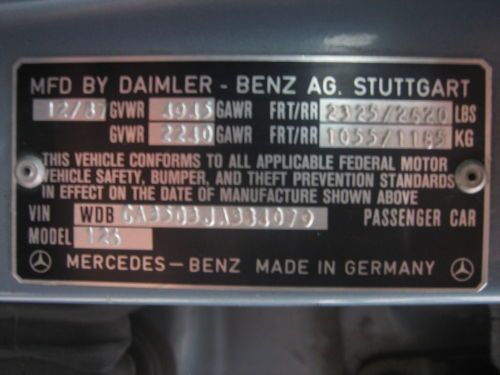 MFD BY DAIMLER - BENZ AG. STUTTGART
12/87 GVWR GAWR FRT/RR 2325/2620 LBS
GVWR 2240 GAWR FRT/RR 1055/1185 KG
THIS VEHICLE CONFORMS TO ALL APPLICABLE FEDERAL MOTOR
VEHICLE SAFETY, BUMPER, AND THEFT PREVENTION STANDARDS
IN EFFECT ON THE DATE OF MANUFACTURE SHOWN ABOVE
VIN WDB PASSENGER CAR
MODEL 126
MERCEDES-BENZ MADE IN GERMANY